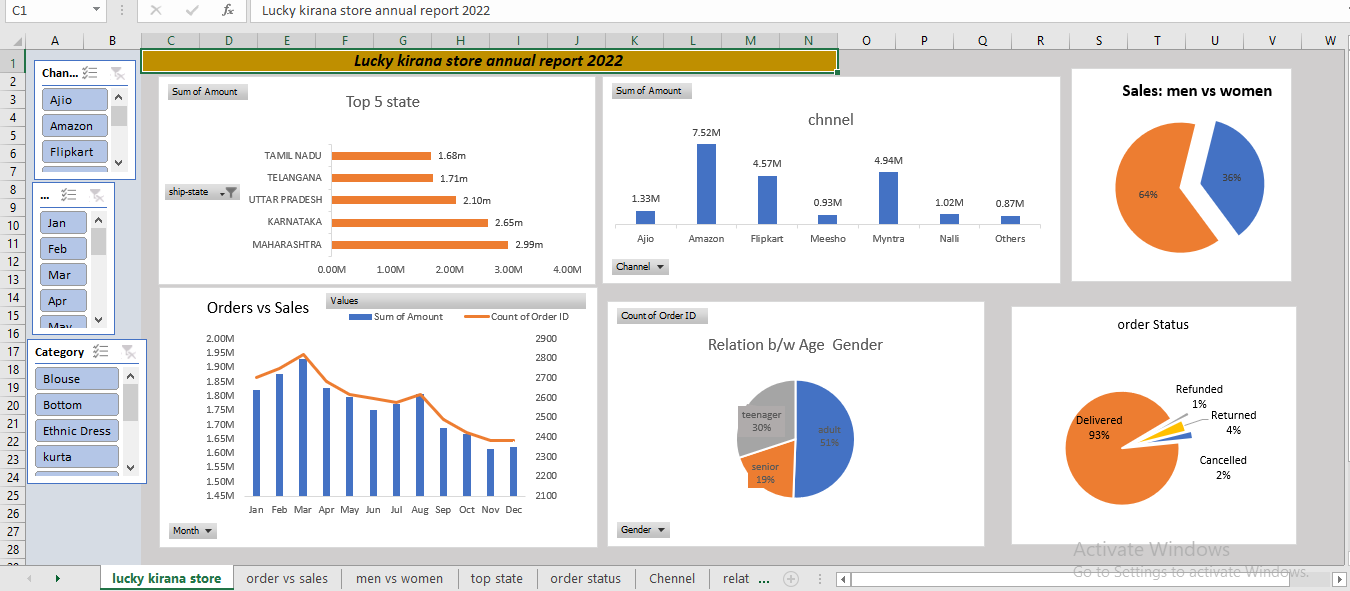 C1
fx
Lucky kirana store annual report 2022
A B C D E F G H I J K L M N O P Q R S T U V W
1
2
3
4
5
6
7
8
9
10
11
12
13
14
15
16
17
18
19
20
21
22
23
24
25
26
27
28
Lucky kirana store annual report 2022
Chan...
Ajio
Amazon
Flipkart
...
Jan
Feb
Mar
Apr
May
Category
Blouse
Bottom
Ethnic Dress
kurta
Sum of Amount
Top 5 state
ship-state
TAMIL NADU 1.68m
TELANGANA 1.71m
UTTAR PRADESH 2.10m
KARNATAKA 2.65m
MAHARASHTRA 2.99m
0.00M 1.00M 2.00M 3.00M 4.00M
Sum of Amount
chnnel
1.33M 7.52M 4.57M 0.93M 4.94M 1.02M 0.87M
Ajio Amazon Flipkart Meesho Myntra Nalli Others
Channel
Sales: men vs women
36%
64%
Orders vs Sales
Values
Sum of Amount Count of Order ID
2.00M 2900
1.95M 2800
1.90M
1.85M 2700
1.80M 2600
1.75M 2500
1.70M
1.65M 2400
1.60M 2300
1.55M 2200
1.50M
1.45M 2100
Jan Feb Mar Apr May Jun Jul Aug Sep Oct Nov Dec
Month
Count of Order ID
Relation b/w Age Gender
teenager
30%
adult
51%
senior
19%
Gender
order Status
Refunded
1%
Returned
4%
Delivered
93%
Cancelled
2%
Activate Windows
Go to Settings to activate Windows.
lucky kirana store order vs sales men vs women top state order status Chennel relat ...